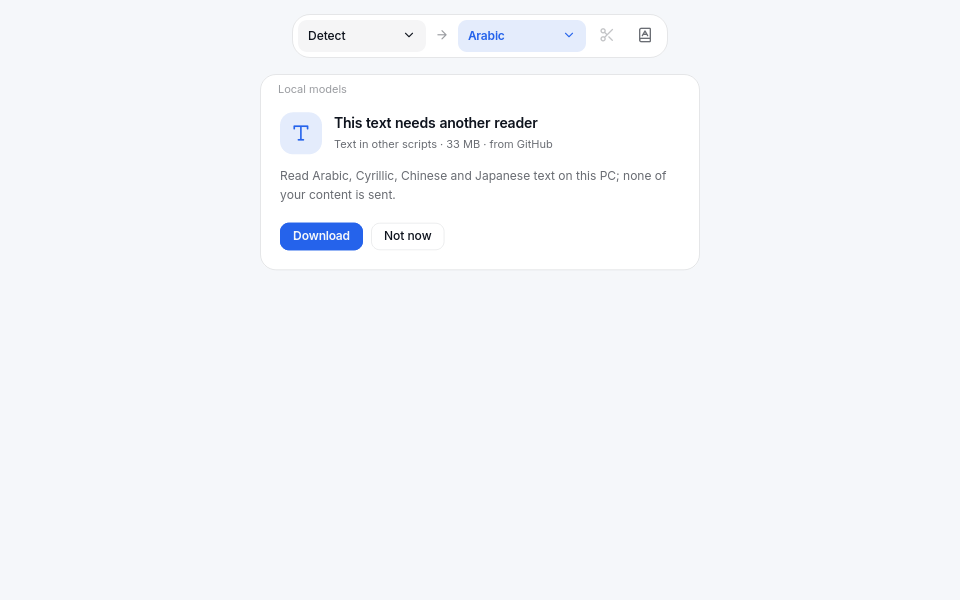 Detect
Arabic
Local models
This text needs another reader
Text in other scripts · 33 MB · from GitHub
Read Arabic, Cyrillic, Chinese and Japanese text on this PC; none of
your content is sent.
Download
Not now